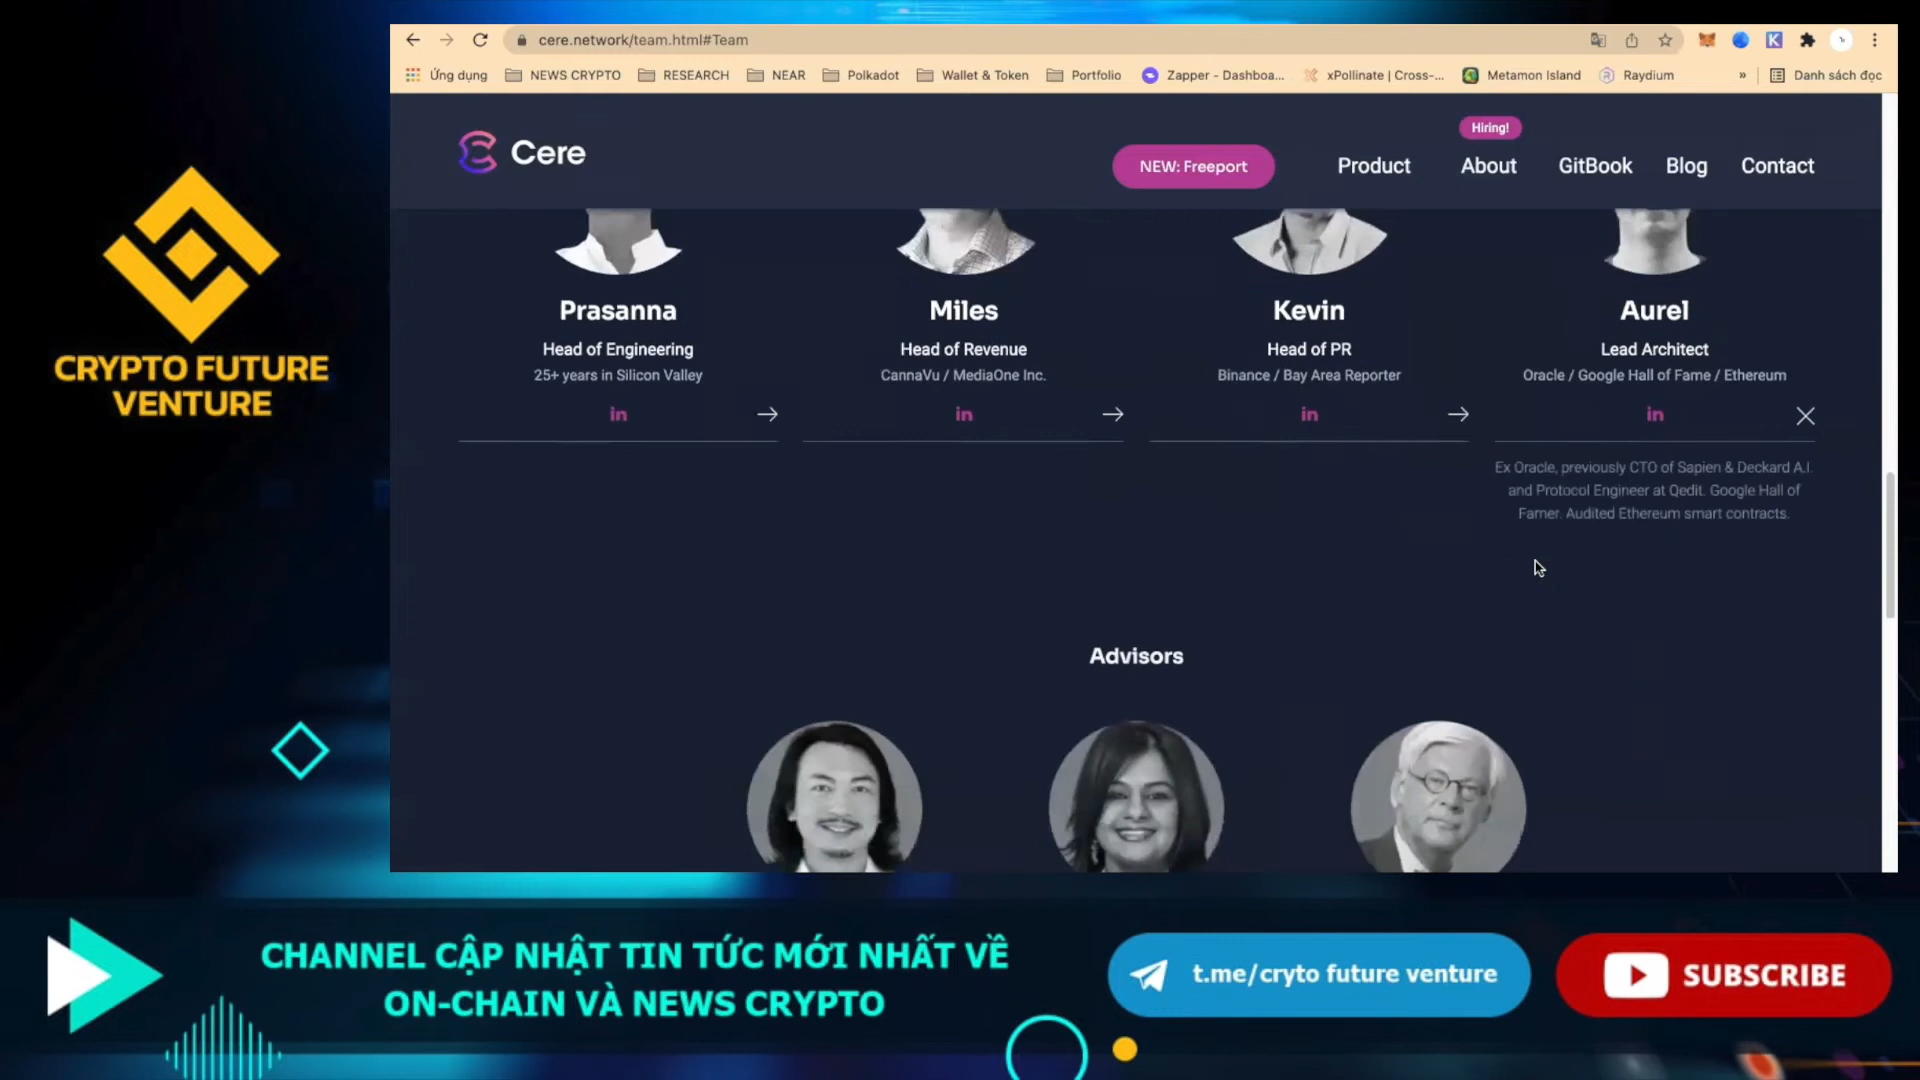 cere.network/team.html#Team
Ứng dụng
NEWS CRYPTO
RESEARCH
NEAR
Polkadot
Wallet & Token
Portfolio
Zapper - Dashboa...
xPollinate | Cross-...
Metamon Island
Raydium
»
Danh sách đọc
Cere
NEW: Freeport
Product
Hiring!
About
GitBook
Blog
Contact
CRYPTO FUTURE
VENTURE
Prasanna
Head of Engineering
25+ years in Silicon Valley
in
Miles
Head of Revenue
CannaVu / MediaOne Inc.
in
Kevin
Head of PR
Binance / Bay Area Reporter
in
Aurel
Lead Architect
Oracle / Google Hall of Fame / Ethereum
in
Ex Oracle, previously CTO of Sapien & Deckard A.I.
and Protocol Engineer at Qedit. Google Hall of
Famer. Audited Ethereum smart contracts.
Advisors
CHANNEL CẬP NHẬT TIN TỨC MỚI NHẤT VỀ
ON-CHAIN VÀ NEWS CRYPTO
t.me/cryto future venture
SUBSCRIBE